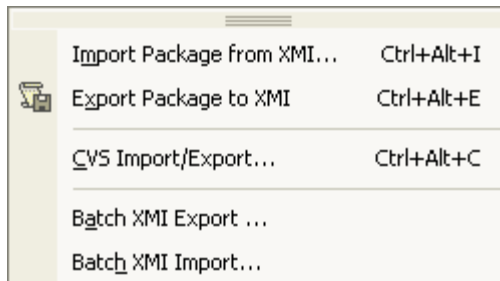 Import Package from XMI... Ctrl+Alt+I
Export Package to XMI Ctrl+Alt+E
CVS Import/Export... Ctrl+Alt+C
Batch XMI Export ...
Batch XMI Import...